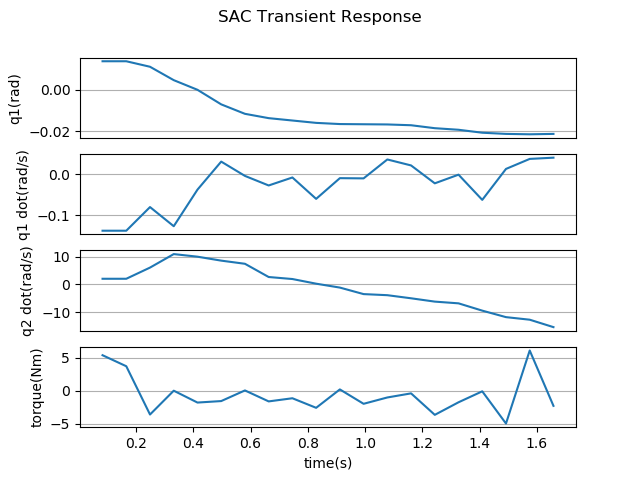 SAC Transient Response
q1(rad)
0.00
−0.02
q1 dot(rad/s)
0.0
−0.1
q2 dot(rad/s)
10
0
−10
torque(Nm)
5
0
−5
0.2 0.4 0.6 0.8 1.0 1.2 1.4 1.6
time(s)